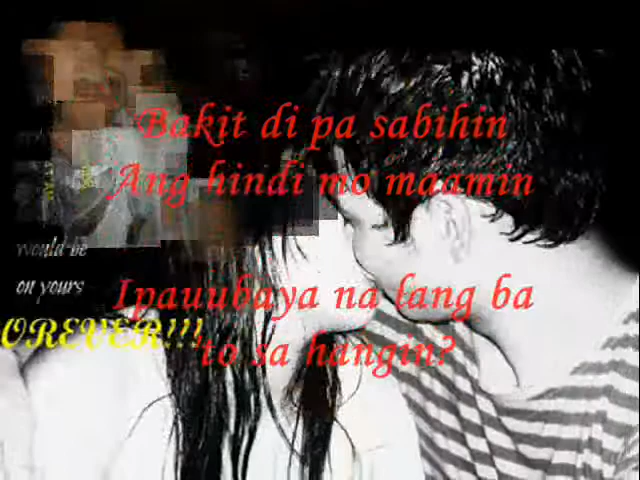 Bakit di pa sabihin
Ang hindi mo maamin
would be
on yours
Ipauubaya na lang ba
OREVER!!!
'to sa hangin?